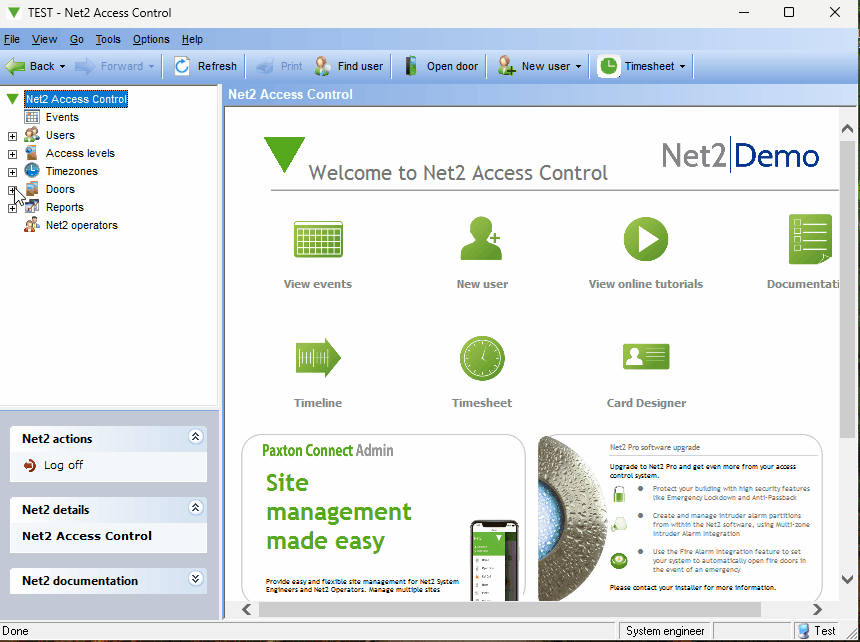 TEST - Net2 Access Control
File View Go Tools Options Help
Back Forward Refresh Print Find user Open door New user Timesheet
Net2 Access Control
Events
Users
Access levels
Timezones
Doors
Reports
Net2 operators
Net2 actions
Log off
Net2 details
Net2 Access Control
Net2 documentation
Net2 Access Control
Welcome to Net2 Access Control
Net2 Demo
View events
New user
View online tutorials
Documentati
Timeline
Timesheet
Card Designer
Paxton Connect Admin
Site
management
made easy
Provide easy and flexible site management for Net2 System
Engineers and Net2 Operators. Manage multiple sites
Net2 Pro software upgrade
Upgrade to Net2 Pro and get even more from your access
control system.
Protect your building with high security features
like Emergency Lockdown and Anti-Passback
Create and manage intruder alarm partitions
from within the Net2 software, using Multi-zone
Intruder Alarm Integration
Use the Fire Alarm Integration feature to set
your system to automatically open fire doors in
the event of an emergency
Please contact your installer for more information.
Done
System engineer
Test